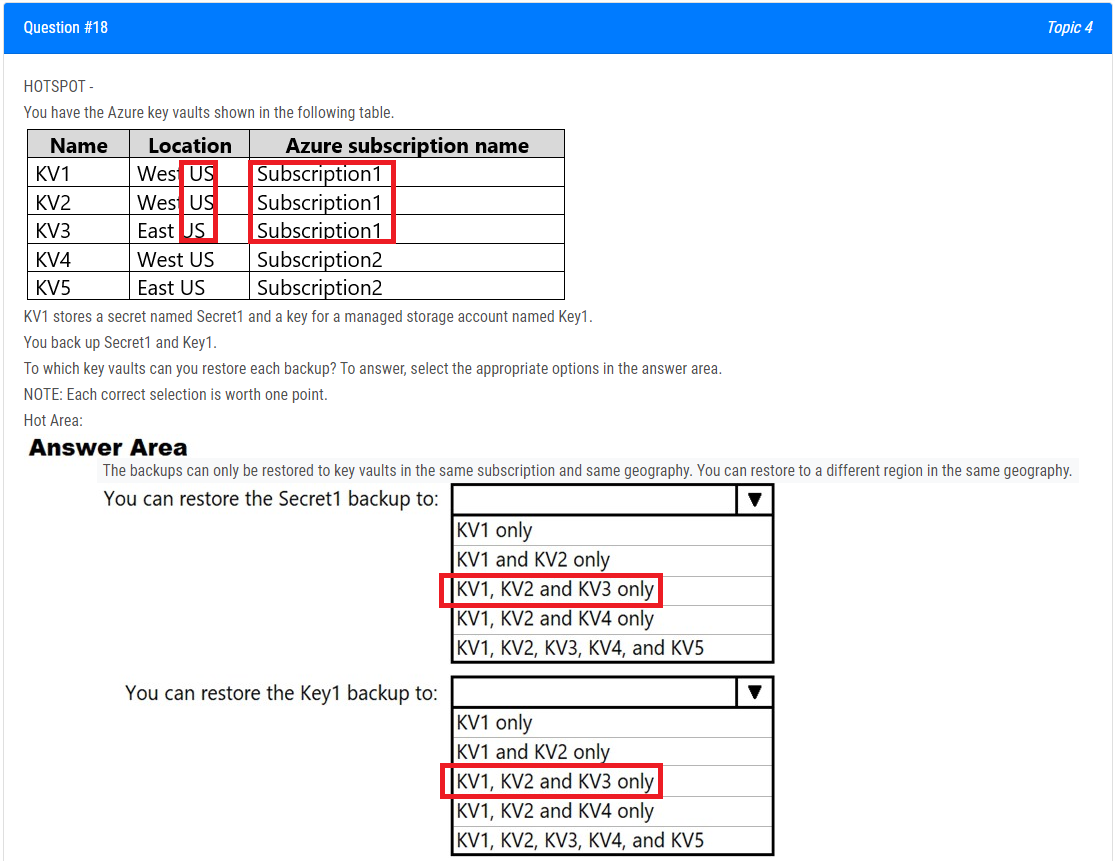 Question #18
Topic 4
HOTSPOT -
You have the Azure key vaults shown in the following table.
Name Location Azure subscription name
KV1 West US Subscription1
KV2 West US Subscription1
KV3 East US Subscription1
KV4 West US Subscription2
KV5 East US Subscription2
KV1 stores a secret named Secret1 and a key for a managed storage account named Key1.
You back up Secret1 and Key1.
To which key vaults can you restore each backup? To answer, select the appropriate options in the answer area.
NOTE: Each correct selection is worth one point.
Hot Area:
Answer Area
The backups can only be restored to key vaults in the same subscription and same geography. You can restore to a different region in the same geography.
You can restore the Secret1 backup to:
KV1 only
KV1 and KV2 only
KV1, KV2 and KV3 only
KV1, KV2 and KV4 only
KV1, KV2, KV3, KV4, and KV5
You can restore the Key1 backup to:
KV1 only
KV1 and KV2 only
KV1, KV2 and KV3 only
KV1, KV2 and KV4 only
KV1, KV2, KV3, KV4, and KV5